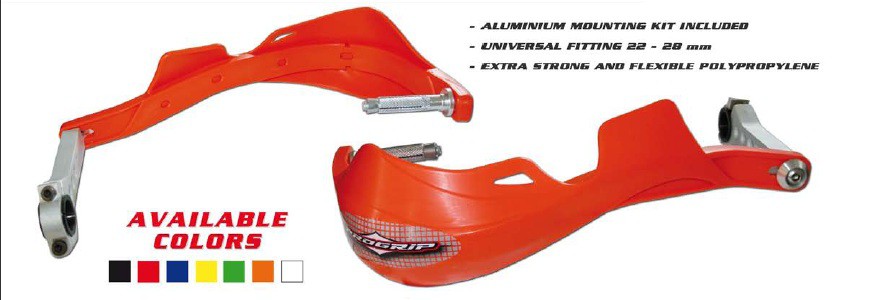 - ALUMINIUM MOUNTING KIT INCLUDED
- UNIVERSAL FITTING 22 - 28 mm
- EXTRA STRONG AND FLEXIBLE POLYPROPYLENE
PROGRIP
AVAILABLE
COLORS